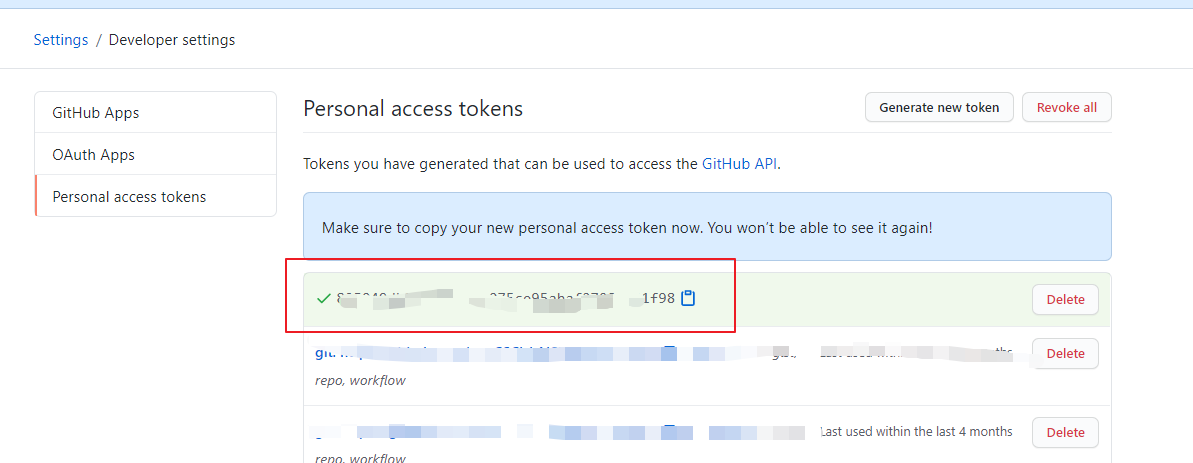 Settings / Developer settings
GitHub Apps
OAuth Apps
Personal access tokens
Personal access tokens
Generate new token
Revoke all
Tokens you have generated that can be used to access the GitHub API.
Make sure to copy your new personal access token now. You won't be able to see it again!
1f98
Delete
Delete
repo, workflow
Last used within the last 4 months
Delete
repo, workflow